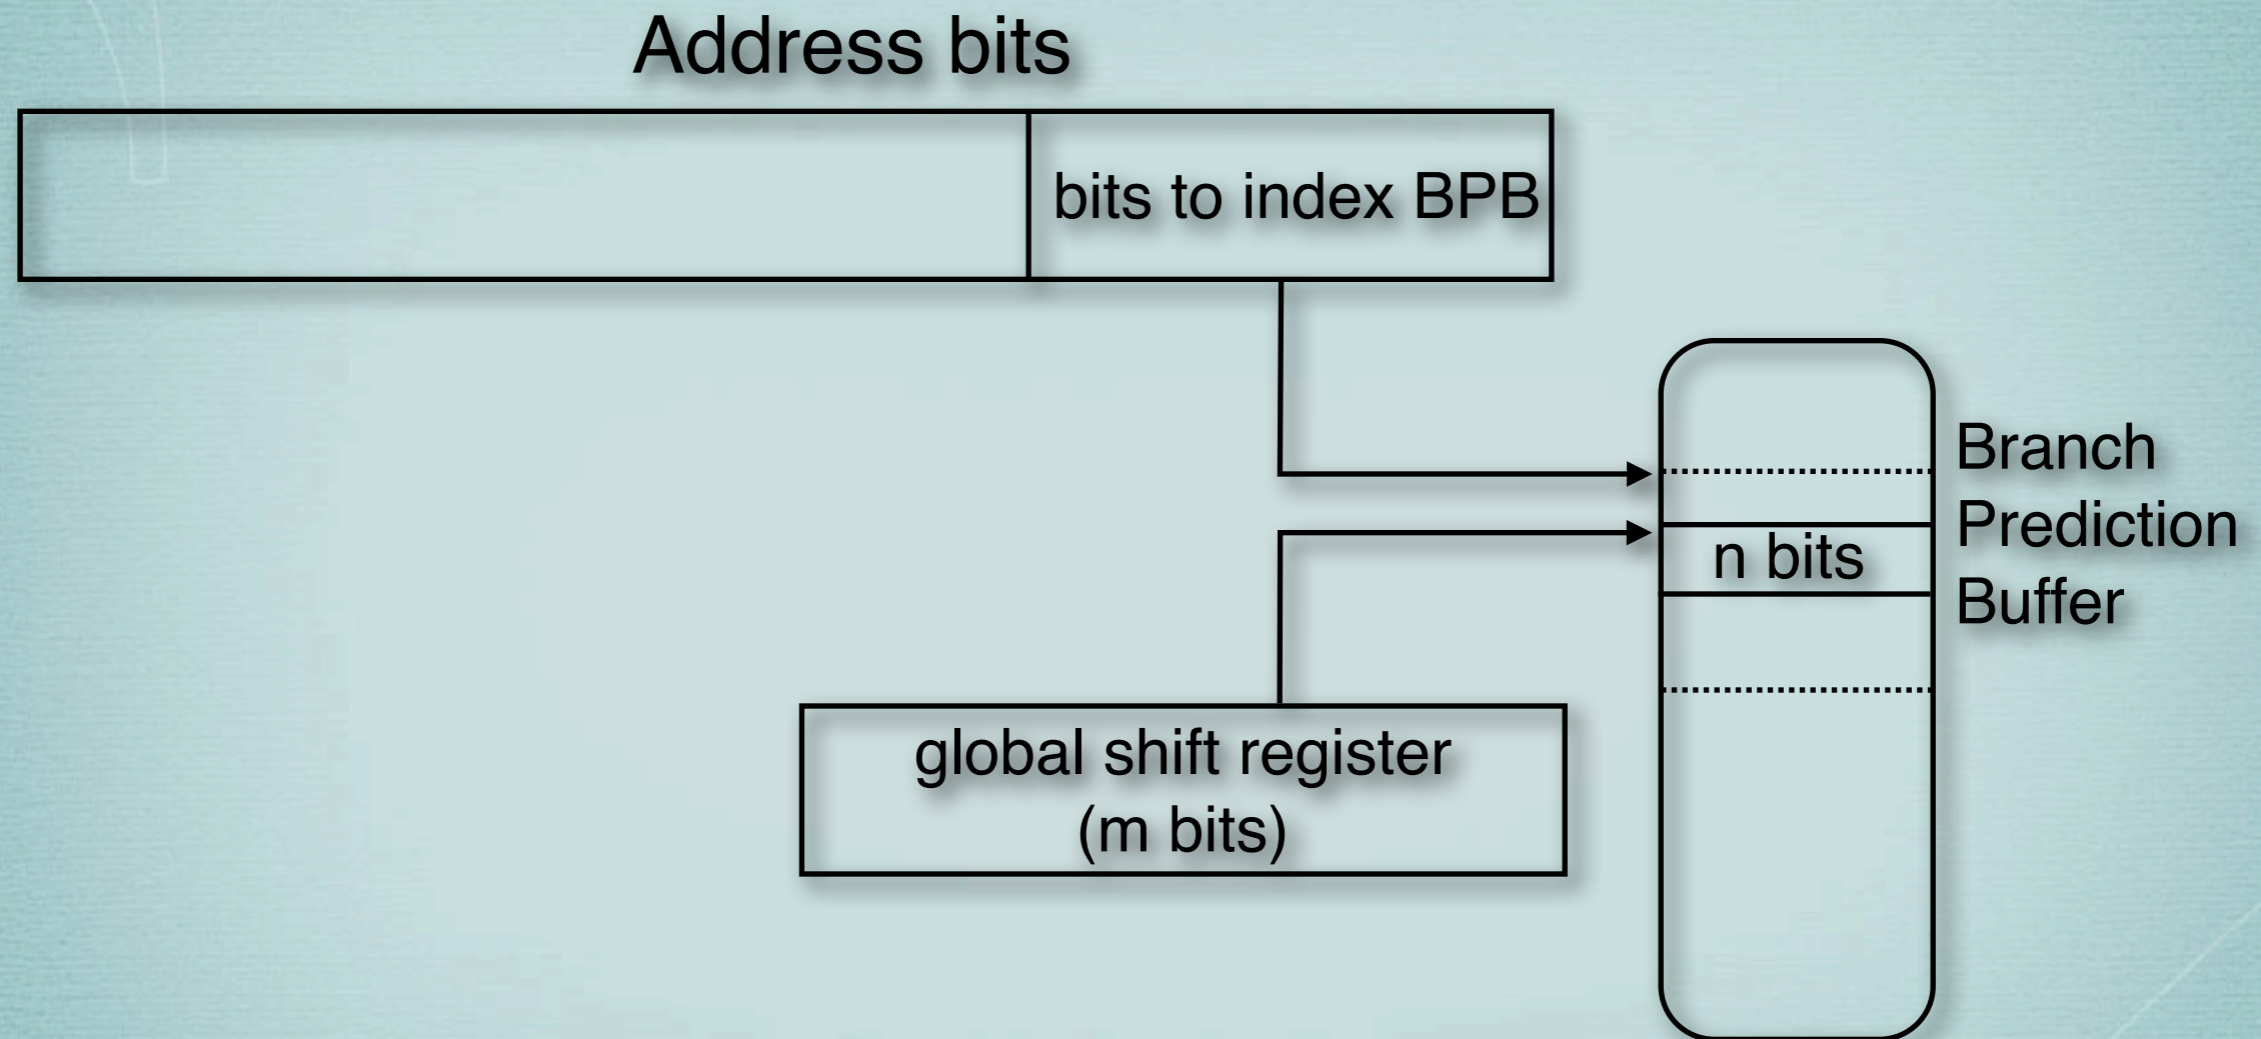 Address bits
bits to index BPB
Branch
Prediction
Buffer
n bits
global shift register
(m bits)